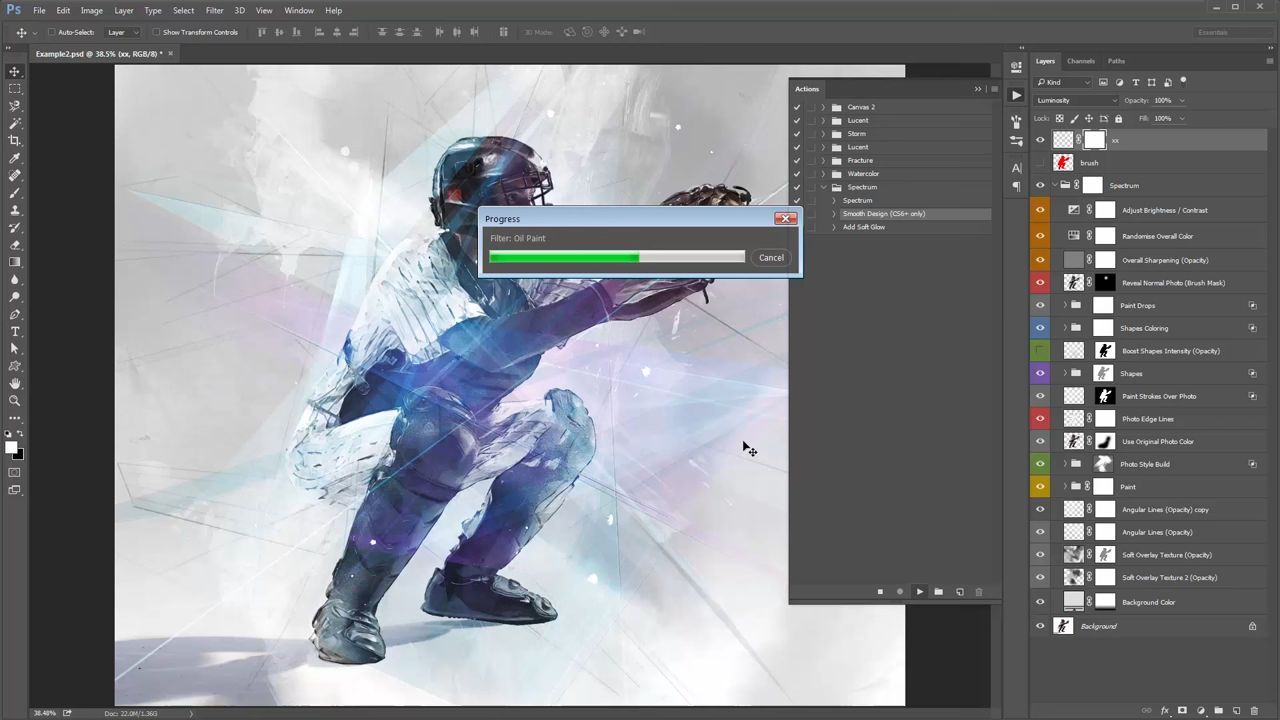 Ps File Edit Image Layer Type Select Filter 3D View Window Help
Auto-Select: Layer Show Transform Controls 3D Mode: Essentials
Example2.psd @ 38.5% (xx, RGB/8) * ×
Actions
Canvas 2
Lucent
Storm
Lucent
Fracture
Watercolor
Spectrum
Spectrum
Smooth Design (CS6+ only)
Add Soft Glow
Progress
Filter: Oil Paint
Cancel
Layers Channels Paths
Kind
Luminosity Opacity: 100%
Lock: Fill: 100%
xx
brush
Spectrum
Adjust Brightness / Contrast
Randomise Overall Color
Overall Sharpening (Opacity)
Reveal Normal Photo (Brush Mask)
Paint Drops
Shapes Coloring
Boost Shapes Intensity (Opacity)
Shapes
Paint Strokes Over Photo
Photo Edge Lines
Use Original Photo Color
Photo Style Build
Paint
Angular Lines (Opacity) copy
Angular Lines (Opacity)
Soft Overlay Texture (Opacity)
Soft Overlay Texture 2 (Opacity)
Background Color
Background
38.48% Doc: 22.0M/1.36G